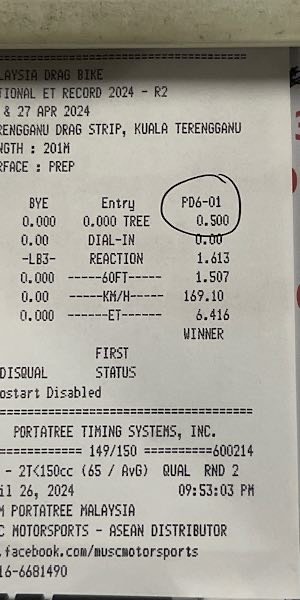 ================================
LAYSIA DRAG BIKE
TIONAL ET RECORD 2024 - R2
& 27 APR 2024
RENGGANU DRAG STRIP, KUALA TERENGGANU
NGTH : 201M
RFACE : PREP
BYE Entry PD6-01
0.000 0.000 TREE 0.500
0.00 DIAL-IN 0.00
-LB3- REACTION 1.613
0.000 ------60FT------ 1.507
0.00 ------KM/H------ 169.10
0.000 -------ET------- 6.416
WINNER
FIRST
DISQUAL STATUS
ostart Disabled
================================
PORTATREE TIMING SYSTEMS, INC.
========== 149/150 ==========600214
- 2T<150cc (65 / AvG) QUAL RND 2
il 26, 2024 09:53:03 PM
M PORTATREE MALAYSIA
C MOTORSPORTS - ASEAN DISTRIBUTOR
.facebook.com/muscmotorsports
16-6681490